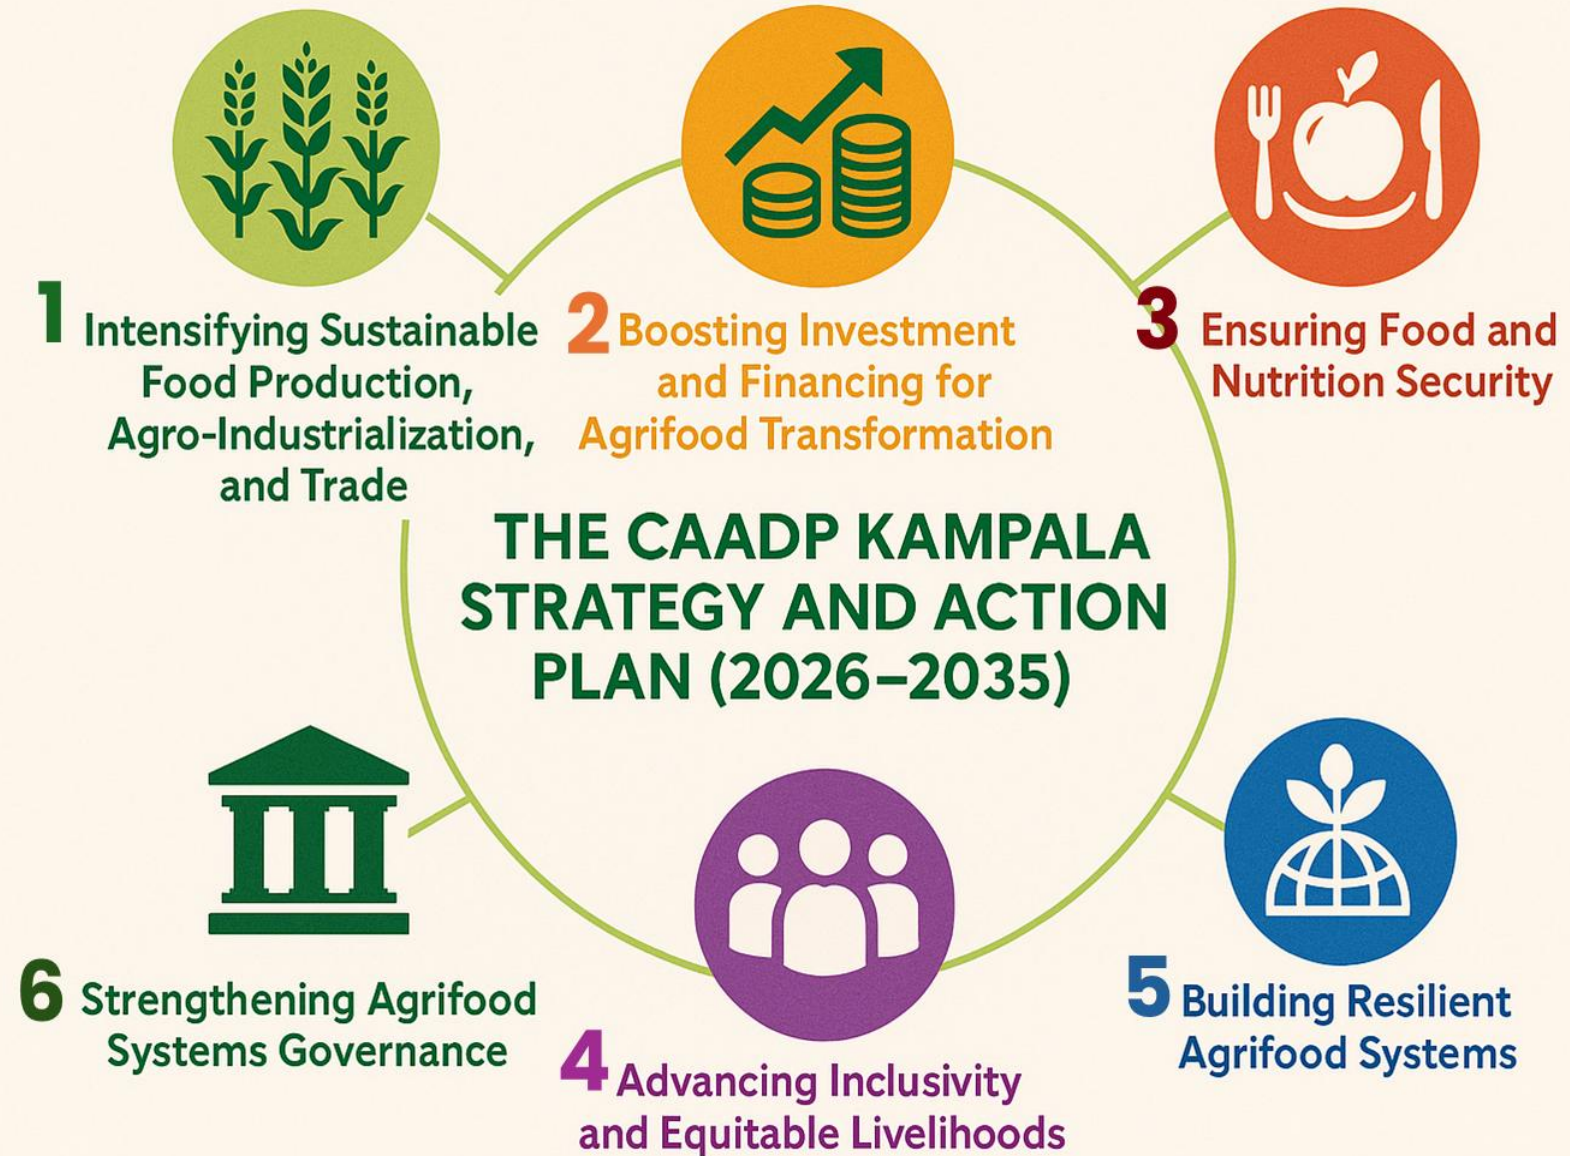 1 Intensifying Sustainable
Food Production,
Agro-Industrialization,
and Trade
2 Boosting Investment
and Financing for
Agrifood Transformation
3 Ensuring Food and
Nutrition Security
THE CAADP KAMPALA
STRATEGY AND ACTION
PLAN (2026–2035)
6 Strengthening Agrifood
Systems Governance
4 Advancing Inclusivity
and Equitable Livelihoods
5 Building Resilient
Agrifood Systems